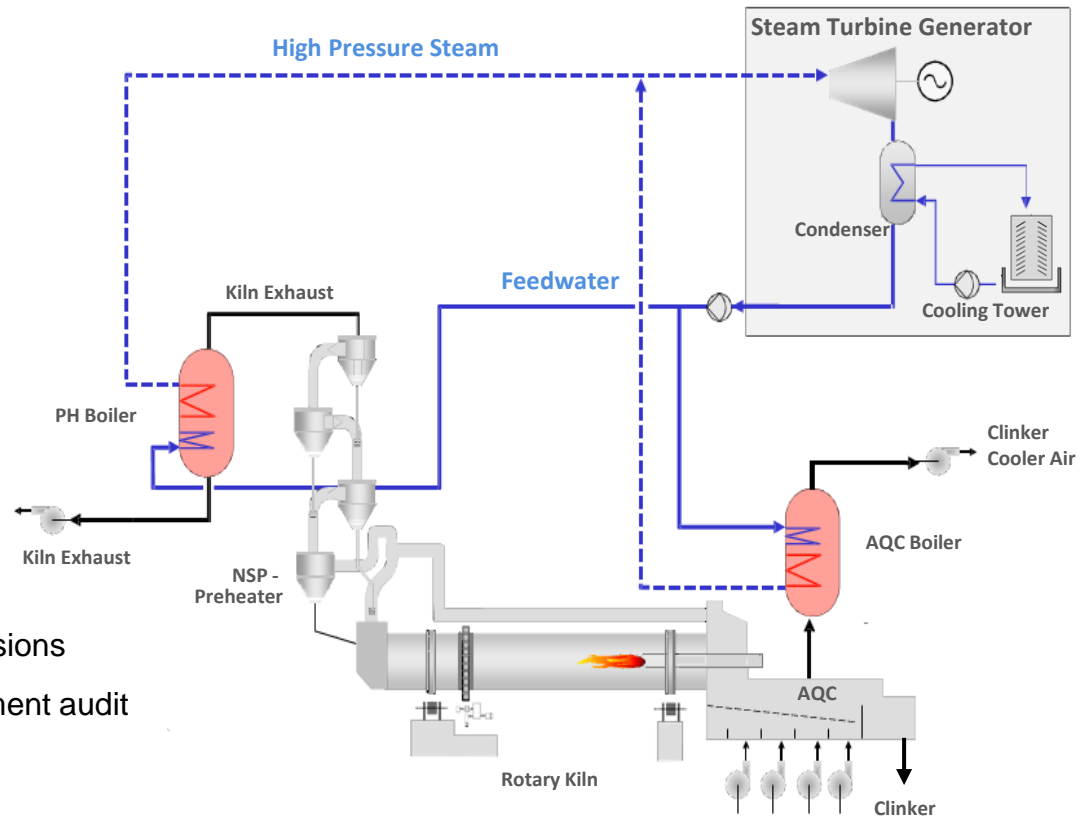 Steam Turbine Generator
High Pressure Steam
Condenser
Cooling Tower
Feedwater
Kiln Exhaust
PH Boiler
Clinker
Cooler Air
AQC Boiler
Kiln Exhaust
NSP -
Preheater
sions
nent audit
AQC
Rotary Kiln
Clinker